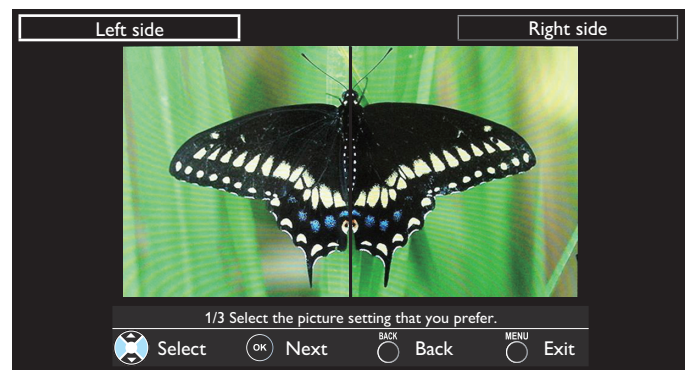 Left side
Right side
1/3 Select the picture setting that you prefer.
Select OK Next BACK Back MENU Exit